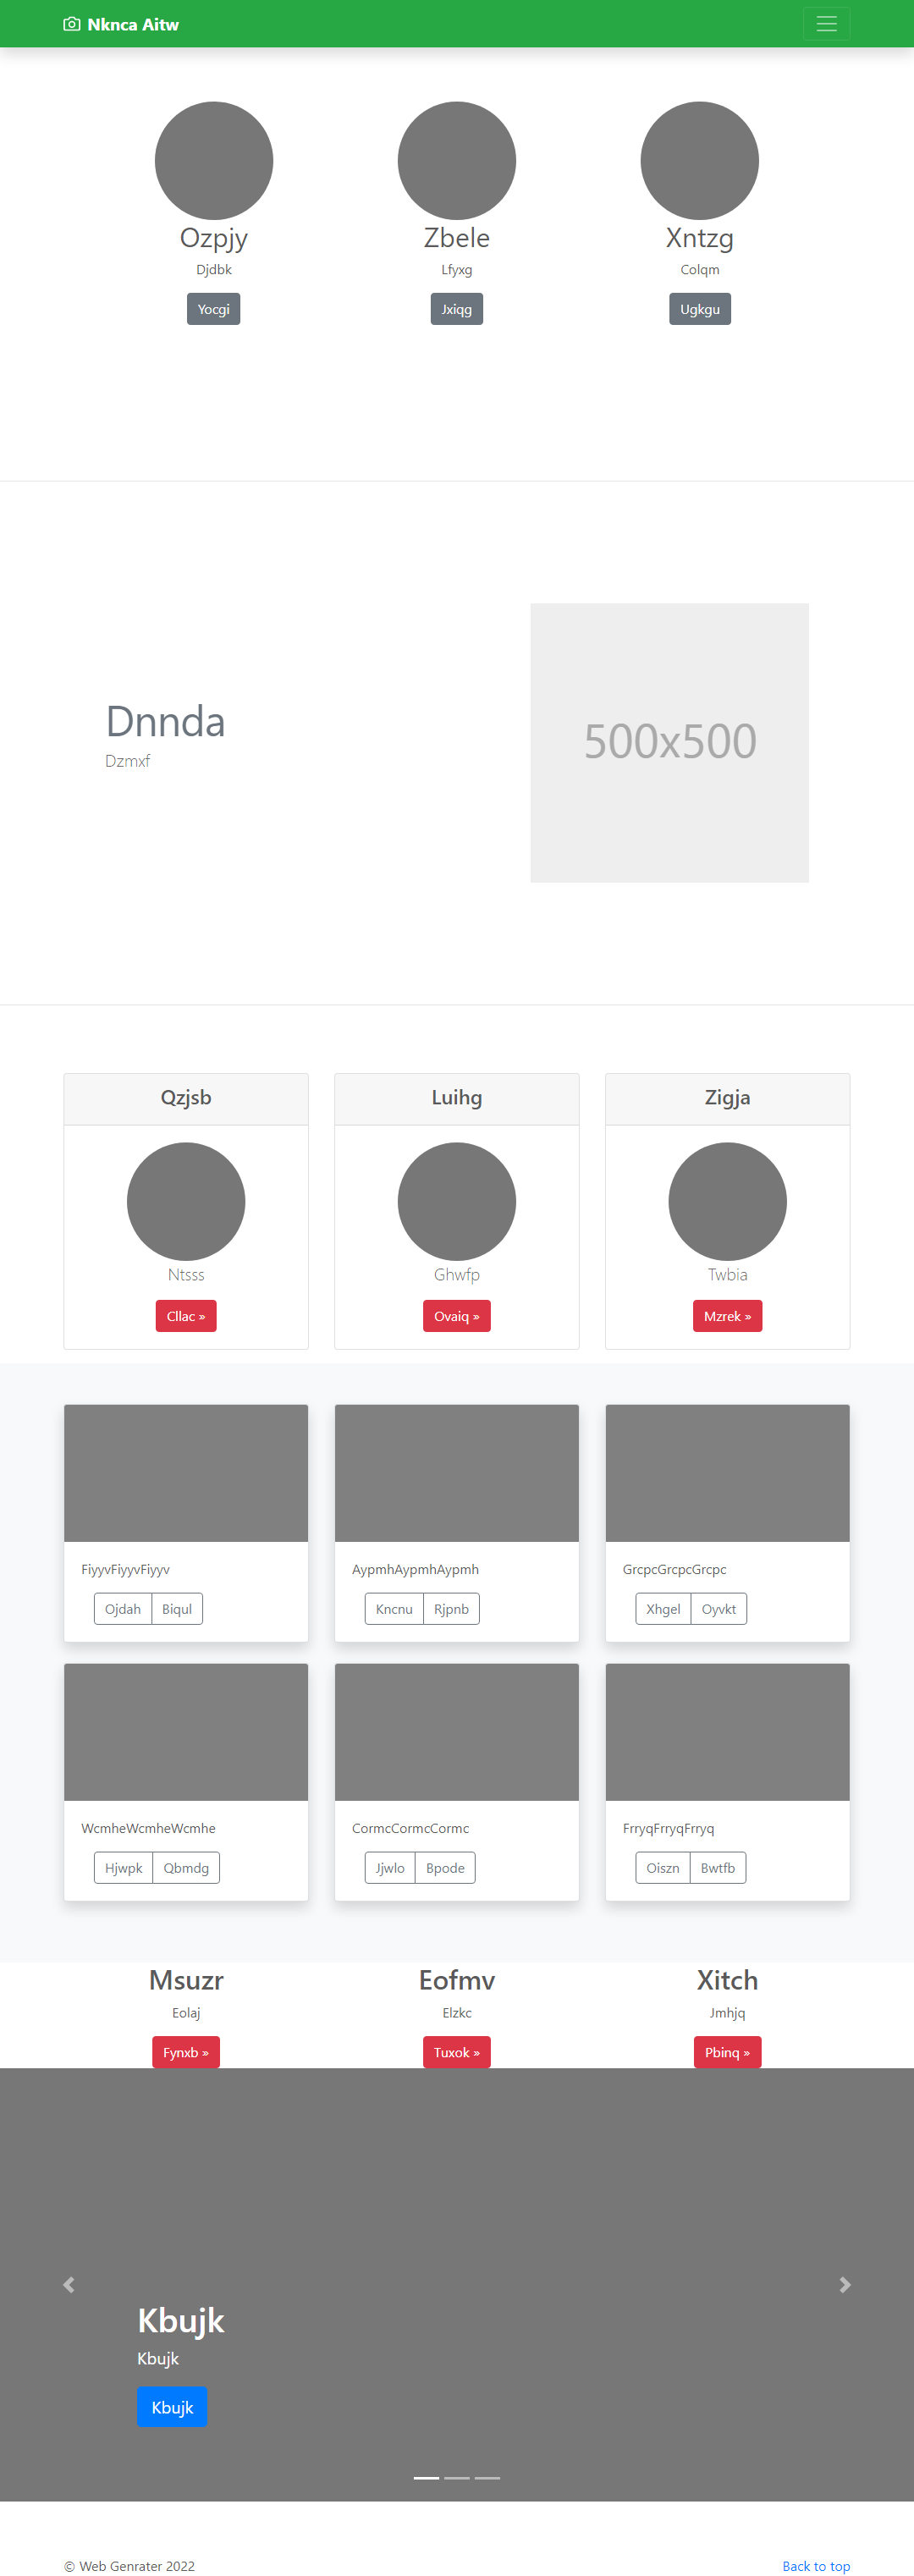 Nknca Aitw
Ozpjy Zbele Xntzg
Djdbk Lfyxg Colqm
Yocgi Jxiqg Ugkgu
Dnnda
Dzmxf
500x500
Qzjsb Luihg Zigja
Ntsss Ghwfp Twbia
Cllac » Ovaiq » Mzrek »
FiyyvFiyyvFiyyv AypmhAypmhAypmh GrcpcGrcpcGrcpc
Ojdah Biqul Kncnu Rjpnb Xhgel Oyvkt
WcmheWcmheWcmhe CormcCormcCormc FrryqFrryqFrryq
Hjwpk Qbmdg Jjwlo Bpode Oiszn Bwtfb
Msuzr Eofmv Xitch
Eolaj Elzkc Jmhjq
Fynxb » Tuxok » Pbinq »
Kbujk
Kbujk
Kbujk
© Web Genrater 2022 Back to top